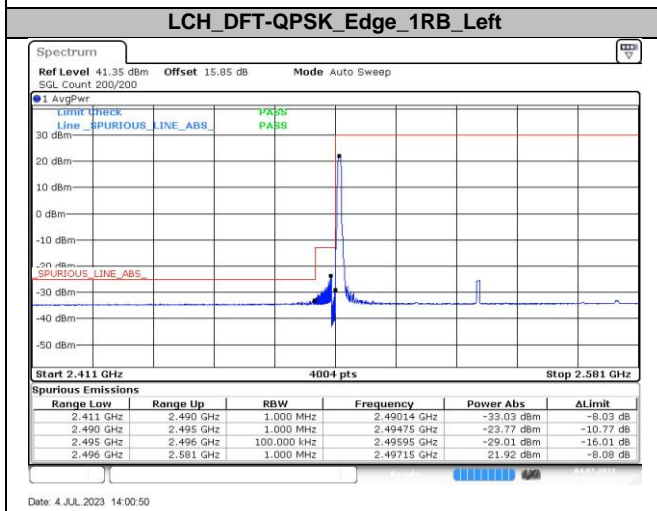 LCH_DFT-QPSK_Edge_1RB_Left
Spectrum
Ref Level 41.35 dBm Offset 15.85 dB Mode Auto Sweep
SGL Count 200/200
1 AvgPwr
Limit Check PASS
Line _SPURIOUS_LINE_ABS_ PASS
30 dBm
20 dBm
10 dBm
0 dBm
-10 dBm
-20 dBm
_SPURIOUS_LINE_ABS_
-30 dBm
-40 dBm
-50 dBm
Start 2.411 GHz 4004 pts Stop 2.581 GHz
Spurious Emissions
Range Low Range Up RBW Frequency Power Abs ΔLimit
2.411 GHz 2.490 GHz 1.000 MHz 2.49014 GHz -33.03 dBm -8.03 dB
2.490 GHz 2.495 GHz 1.000 MHz 2.49475 GHz -23.77 dBm -10.77 dB
2.495 GHz 2.496 GHz 100.000 kHz 2.49595 GHz -29.01 dBm -16.01 dB
2.496 GHz 2.581 GHz 1.000 MHz 2.49715 GHz 21.92 dBm -8.08 dB
Date: 4.JUL.2023 14:00:50